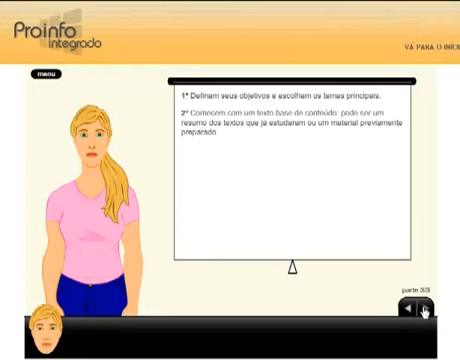 Proinfo
Integrado
VÁ PARA O INÍCI
menu
1º Definam seus objetivos e escolham os temas principais.
2º Comecem com um texto base de conteúdo: pode ser um
resumo dos textos que já estudaram ou um material previamente
preparado.
parte 3/3